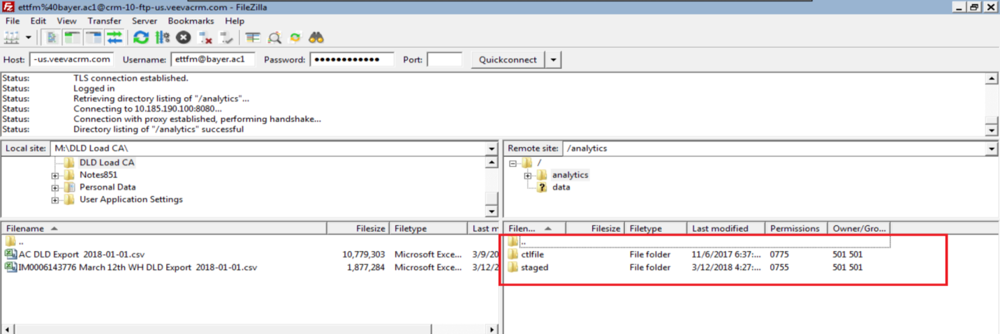 ettfm%40bayer.ac1@crm-10-ftp-us.veevacrm.com - FileZilla
File Edit View Transfer Server Bookmarks Help
Host: -us.veevacrm.com Username: ettfm@bayer.ac1 Password: ●●●●●●●●●●●● Port: Quickconnect
Status: TLS connection established.
Status: Logged in
Status: Retrieving directory listing of "/analytics"...
Status: Connecting to 10.185.190.100:8080...
Status: Connection with proxy established, performing handshake...
Status: Directory listing of "/analytics" successful
Local site: M:\DLD Load CA\
DLD Load CA
Notes851
Personal Data
User Application Settings
Remote site: /analytics
/
analytics
? data
Filename Filesize Filetype Last m
..
AC DLD Export 2018-01-01.csv 10,779,303 Microsoft Exce... 3/9/20
IM0006143776 March 12th WH DLD Export 2018-01-01.csv 1,877,284 Microsoft Exce... 3/12/2
Filen... Filesize Filetype Last modified Permissions Owner/Gro...
..
ctlfile File folder 11/6/2017 6:37:... 0775 501 501
staged File folder 3/12/2018 4:27:... 0755 501 501